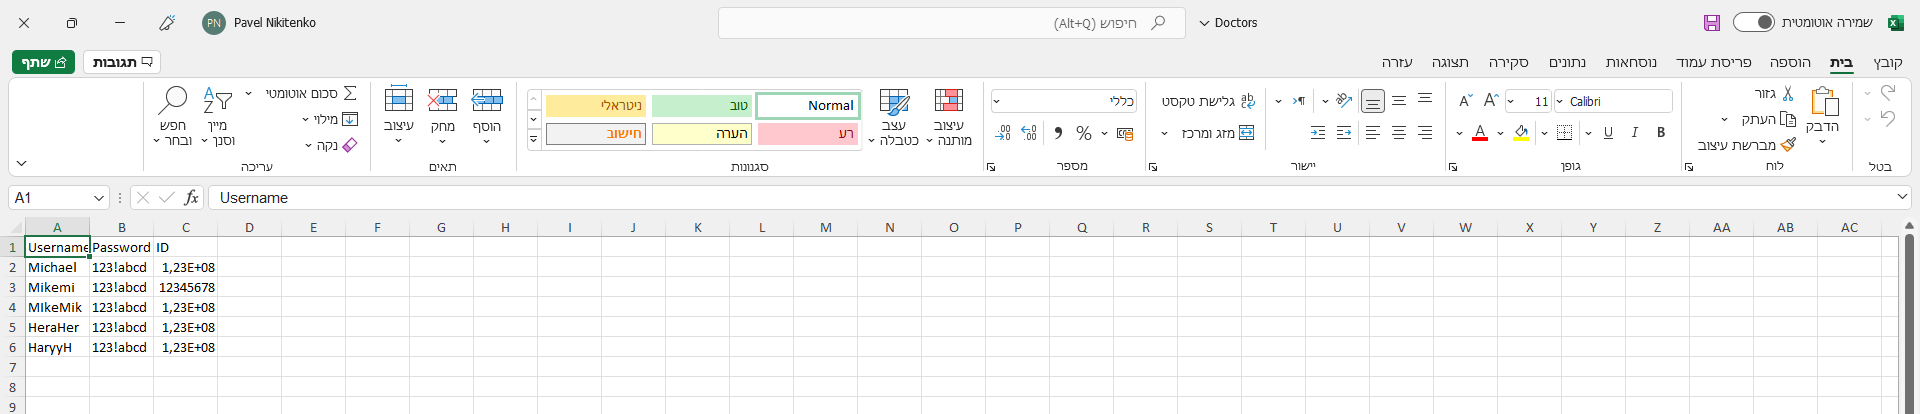 שמירה אוטומטית
Doctors
חיפוש (Alt+Q)
Pavel Nikitenko
PN
קובץ בית הוספה פריסת עמוד נוסחאות נתונים סקירה תצוגה עזרה
תגובות
שתף
בטל
הדבק
גזור
העתק
מברשת עיצוב
לוח
Calibri 11
B I U
גופן
גלישת טקסט
מזג ומרכז
יישור
כללי
מספר
עיצוב מותנה
עצב כטבלה
Normal טוב ניטראלי
רע הערה חישוב
סגנונות
הוסף מחק עיצוב
תאים
סכום אוטומטי
מילוי
נקה
מיין וסנן
חפש ובחר
עריכה
A1 fx Username
A B C D E F G H I J K L M N O P Q R S T U V W X Y Z AA AB AC
1 Username Password ID
2 Michael 123!abcd 1,23E+08
3 Mikemi 123!abcd 12345678
4 MIkeMik 123!abcd 1,23E+08
5 HeraHer 123!abcd 1,23E+08
6 HaryyH 123!abcd 1,23E+08
7
8
9